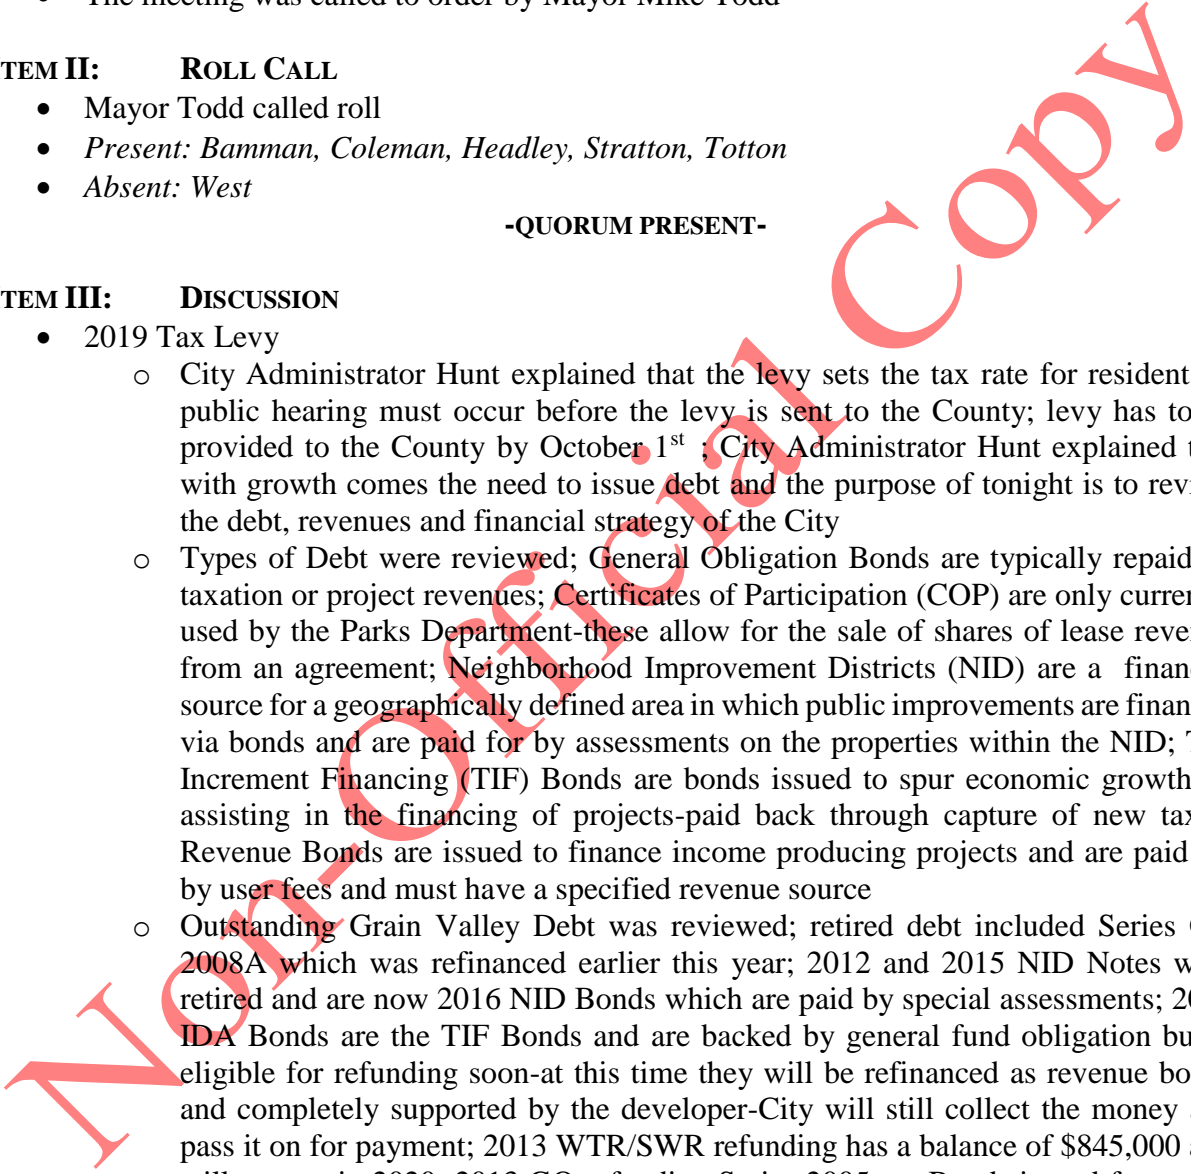 The meeting was called to order by Mayor Mike Todd
TEM II: ROLL CALL
• Mayor Todd called roll
• Present: Bamman, Coleman, Headley, Stratton, Totton
• Absent: West
-QUORUM PRESENT-
TEM III: DISCUSSION
• 2019 Tax Levy
o City Administrator Hunt explained that the levy sets the tax rate for resident
public hearing must occur before the levy is sent to the County; levy has to
provided to the County by October 1st ; City Administrator Hunt explained t
with growth comes the need to issue debt and the purpose of tonight is to revi
the debt, revenues and financial strategy of the City
o Types of Debt were reviewed; General Obligation Bonds are typically repaid
taxation or project revenues; Certificates of Participation (COP) are only curren
used by the Parks Department-these allow for the sale of shares of lease reven
from an agreement; Neighborhood Improvement Districts (NID) are a financ
source for a geographically defined area in which public improvements are finan
via bonds and are paid for by assessments on the properties within the NID; T
Increment Financing (TIF) Bonds are bonds issued to spur economic growth
assisting in the financing of projects-paid back through capture of new tax
Revenue Bonds are issued to finance income producing projects and are paid
by user fees and must have a specified revenue source
o Outstanding Grain Valley Debt was reviewed; retired debt included Series
2008A which was refinanced earlier this year; 2012 and 2015 NID Notes w
retired and are now 2016 NID Bonds which are paid by special assessments; 20
IDA Bonds are the TIF Bonds and are backed by general fund obligation bu
eligible for refunding soon-at this time they will be refinanced as revenue bo
and completely supported by the developer-City will still collect the money
pass it on for payment; 2013 WTR/SWR refunding has a balance of $845,000
Non-Official Copy